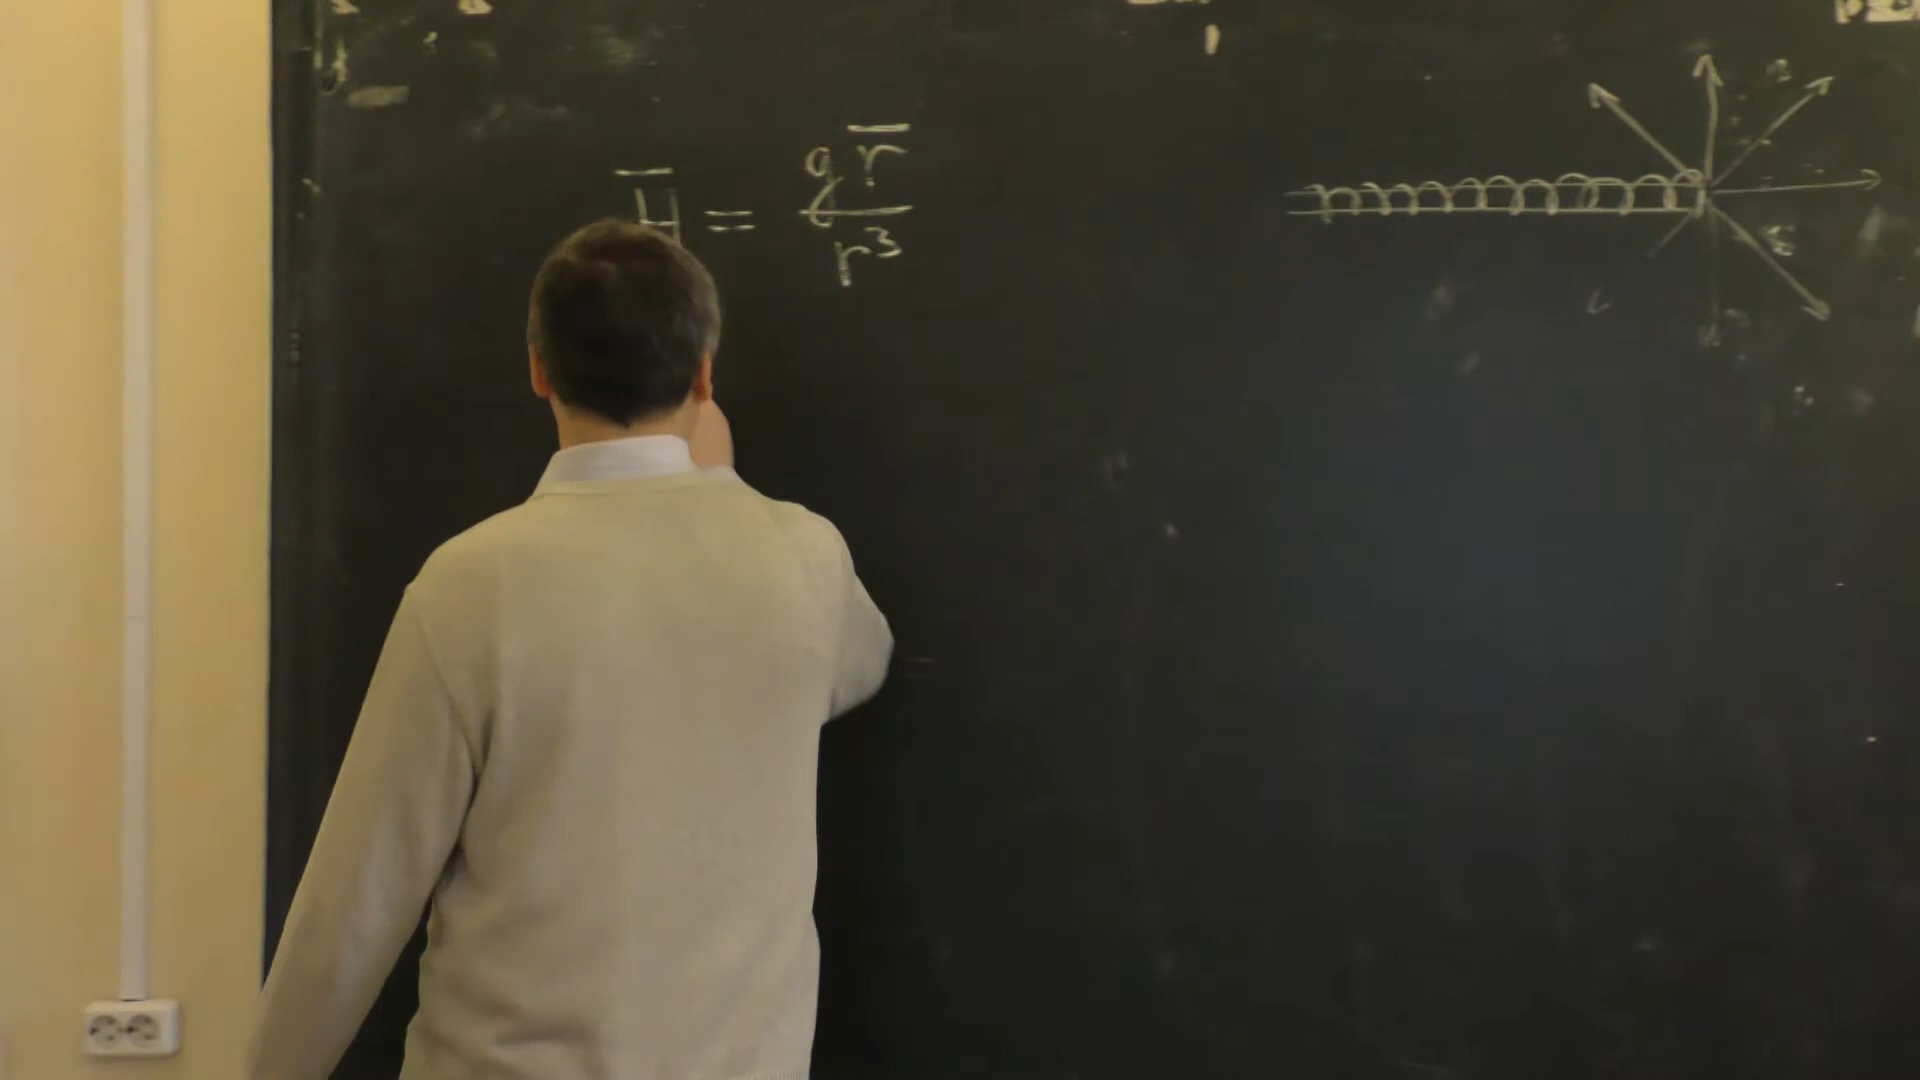 H̅ = g r̅ / r³